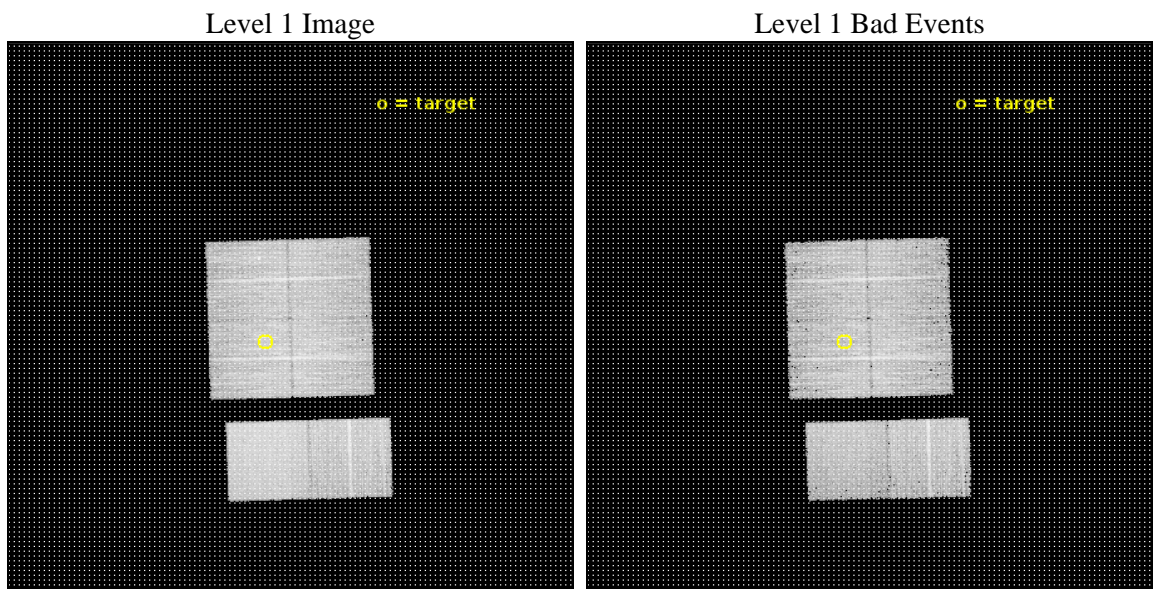 Level 1 Image
Level 1 Bad Events
o = target
o = target